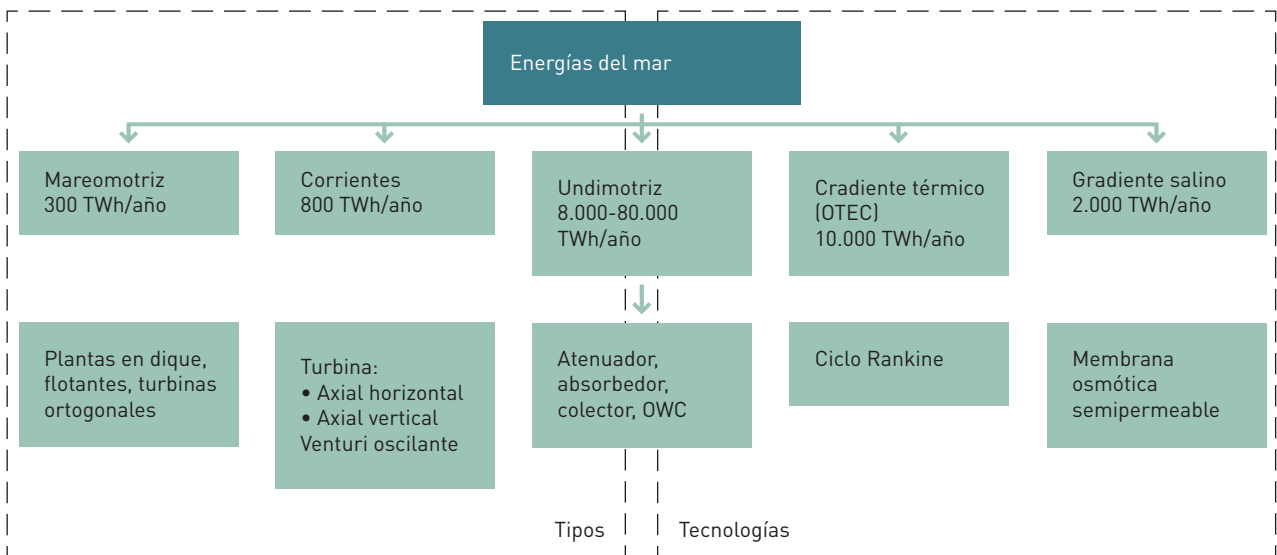 Energías del mar
Mareomotriz
300 TWh/año
Corrientes
800 TWh/año
Undimotriz
8.000-80.000
TWh/año
Cradiente térmico
(OTEC)
10.000 TWh/año
Gradiente salino
2.000 TWh/año
Plantas en dique,
flotantes, turbinas
ortogonales
Turbina:
• Axial horizontal
• Axial vertical
Venturi oscilante
Atenuador,
absorbedor,
colector, OWC
Ciclo Rankine
Membrana
osmótica
semipermeable
Tipos
Tecnologías